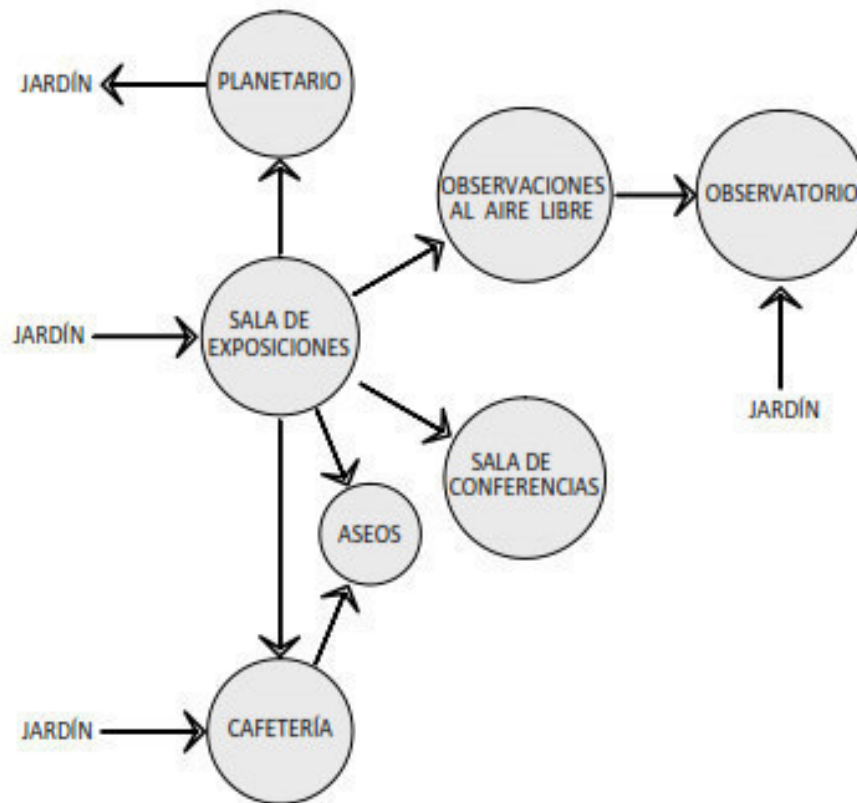 JARDÍN
PLANETARIO
OBSERVACIONES
AL AIRE LIBRE
OBSERVATORIO
JARDÍN
SALA DE
EXPOSICIONES
JARDÍN
SALA DE
CONFERENCIAS
ASEOS
JARDÍN
CAFETERÍA